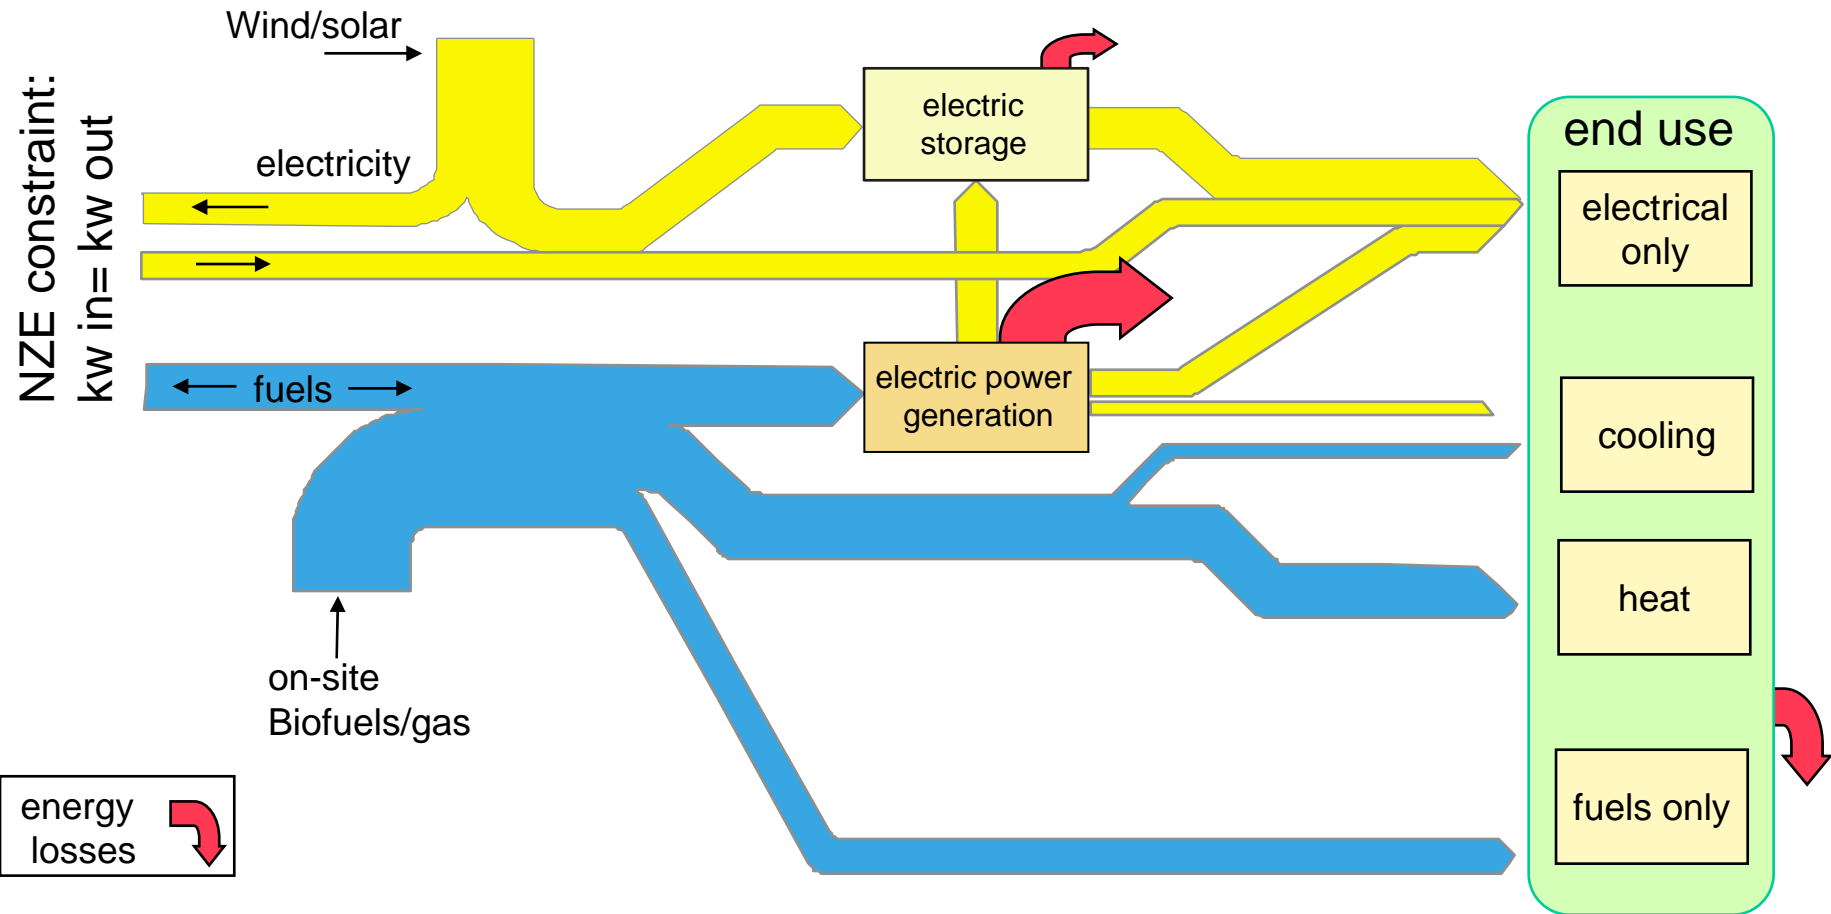 Wind/solar
NZE constraint:
kw in= kw out
electricity
electric
storage
end use
electrical
only
fuels
electric power
generation
cooling
heat
on-site
Biofuels/gas
fuels only
energy
losses